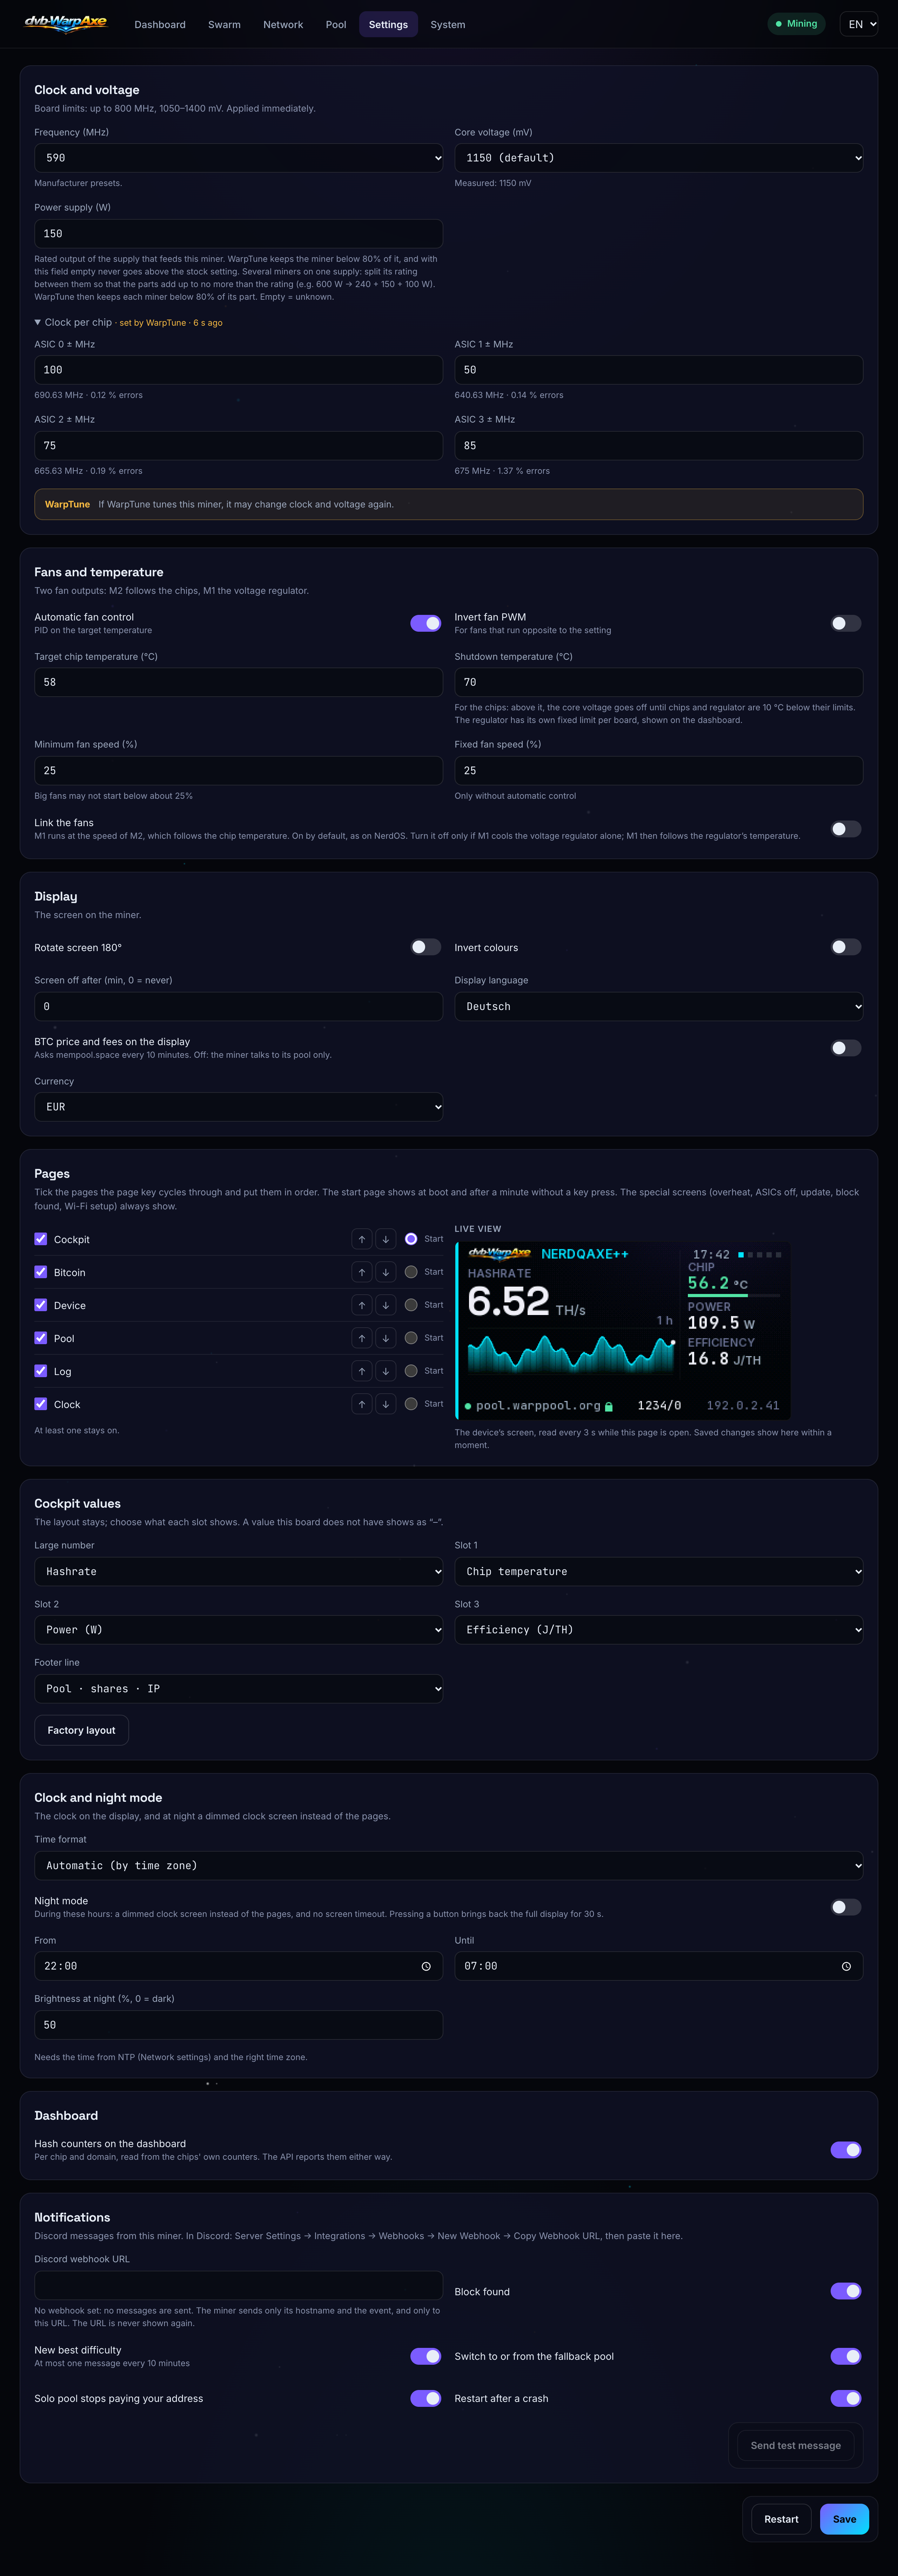 dvb-WarpAxe
Dashboard
Swarm
Network
Pool
Settings
System
Mining
EN
Clock and voltage
Board limits: up to 800 MHz, 1050–1400 mV. Applied immediately.
Frequency (MHz)
Core voltage (mV)
590
1150 (default)
Manufacturer presets.
Measured: 1150 mV
Power supply (W)
150
Rated output of the supply that feeds this miner. WarpTune keeps the miner below 80% of it, and with
this field empty never goes above the stock setting. Several miners on one supply: split its rating
between them so that the parts add up to no more than the rating (e.g. 600 W → 240 + 150 + 100 W).
WarpTune then keeps each miner below 80% of its part. Empty = unknown.
▼ Clock per chip · set by WarpTune · 6 s ago
ASIC 0 ± MHz
ASIC 1 ± MHz
100
50
690.63 MHz · 0.12 % errors
640.63 MHz · 0.14 % errors
ASIC 2 ± MHz
ASIC 3 ± MHz
75
85
665.63 MHz · 0.19 % errors
675 MHz · 1.37 % errors
WarpTune If WarpTune tunes this miner, it may change clock and voltage again.
Fans and temperature
Two fan outputs: M2 follows the chips, M1 the voltage regulator.
Automatic fan control
PID on the target temperature
Invert fan PWM
For fans that run opposite to the setting
Target chip temperature (°C)
Shutdown temperature (°C)
58
70
For the chips: above it, the core voltage goes off until chips and regulator are 10 °C below their limits.
The regulator has its own fixed limit per board, shown on the dashboard.
Minimum fan speed (%)
Fixed fan speed (%)
25
25
Big fans may not start below about 25%
Only without automatic control
Link the fans
M1 runs at the speed of M2, which follows the chip temperature. On by default, as on NerdOS. Turn it off only if M1 cools the voltage regulator alone; M1 then follows the regulator's temperature.
Display
The screen on the miner.
Rotate screen 180°
Invert colours
Screen off after (min, 0 = never)
Display language
0
Deutsch
BTC price and fees on the display
Asks mempool.space every 10 minutes. Off: the miner talks to its pool only.
Currency
EUR
Pages
Tick the pages the page key cycles through and put them in order. The start page shows at boot and after a minute without a key press. The special screens (overheat, ASICs off, update, block
found, Wi-Fi setup) always show.
Cockpit ↑ ↓ Start
Bitcoin ↑ ↓ Start
Device ↑ ↓ Start
Pool ↑ ↓ Start
Log ↑ ↓ Start
Clock ↑ ↓ Start
At least one stays on.
LIVE VIEW
dvb-WarpAxe NERDQAXE++ 17:42
HASHRATE
6.52 TH/s
1 h
CHIP
56.2 °C
POWER
109.5 W
EFFICIENCY
16.8 J/TH
pool.warppool.org 1234/0 192.0.2.41
The device's screen, read every 3 s while this page is open. Saved changes show here within a
moment.
Cockpit values
The layout stays; choose what each slot shows. A value this board does not have shows as “–”.
Large number
Slot 1
Hashrate
Chip temperature
Slot 2
Slot 3
Power (W)
Efficiency (J/TH)
Footer line
Pool · shares · IP
Factory layout
Clock and night mode
The clock on the display, and at night a dimmed clock screen instead of the pages.
Time format
Automatic (by time zone)
Night mode
During these hours: a dimmed clock screen instead of the pages, and no screen timeout. Pressing a button brings back the full display for 30 s.
From
Until
22:00
07:00
Brightness at night (%, 0 = dark)
50
Needs the time from NTP (Network settings) and the right time zone.
Dashboard
Hash counters on the dashboard
Per chip and domain, read from the chips' own counters. The API reports them either way.
Notifications
Discord messages from this miner. In Discord: Server Settings → Integrations → Webhooks → New Webhook → Copy Webhook URL, then paste it here.
Discord webhook URL
Block found
No webhook set: no messages are sent. The miner sends only its hostname and the event, and only to
this URL. The URL is never shown again.
New best difficulty
At most one message every 10 minutes
Switch to or from the fallback pool
Solo pool stops paying your address
Restart after a crash
Send test message
Restart
Save